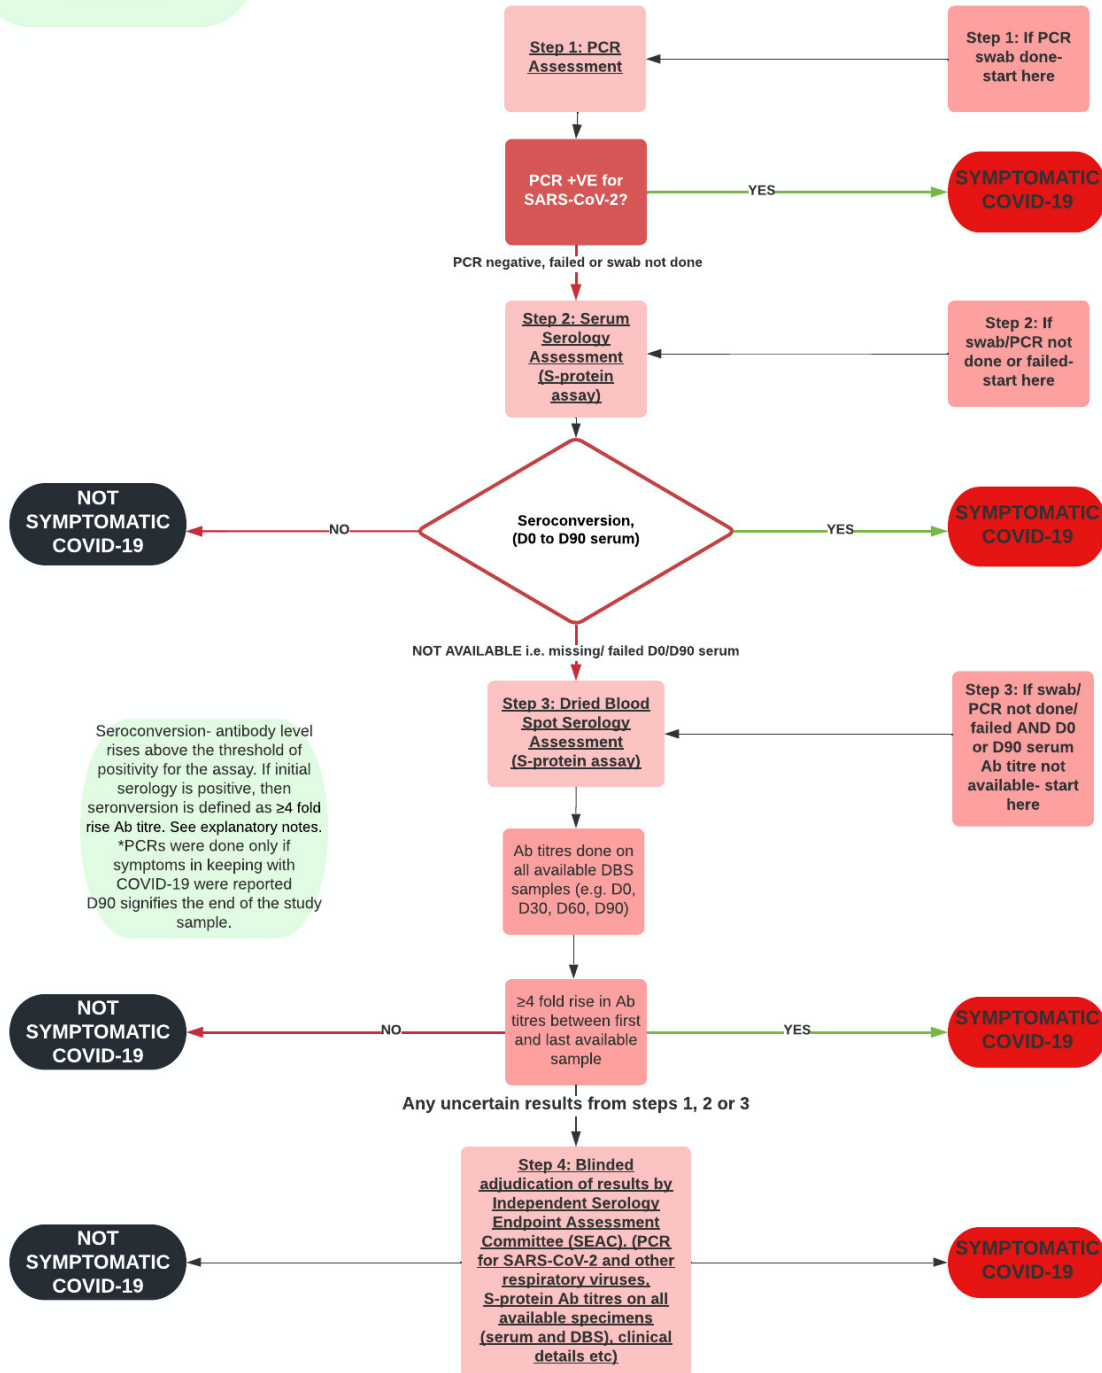 Step 1: PCR
Assessment
Step 1: If PCR
swab done-
start here
PCR +VE for
SARS-CoV-2?
YES
SYMPTOMATIC
COVID-19
PCR negative, failed or swab not done
Step 2: Serum
Serology
Assessment
(S-protein
assay)
Step 2: If
swab/PCR not
done or failed-
start here
NOT
SYMPTOMATIC
COVID-19
NO
Seroconversion,
(D0 to D90 serum)
YES
SYMPTOMATIC
COVID-19
NOT AVAILABLE i.e. missing/ failed D0/D90 serum
Step 3: Dried Blood
Spot Serology
Assessment
(S-protein assay)
Step 3: If swab/
PCR not done/
failed AND D0
or D90 serum
Ab titre not
available- start
here
Seroconversion- antibody level
rises above the threshold of
positivity for the assay. If initial
serology is positive, then
seronversion is defined as ≥4 fold
rise Ab titre. See explanatory notes.
*PCRs were done only if
symptoms in keeping with
COVID-19 were reported
D90 signifies the end of the study
sample.
Ab titres done on
all available DBS
samples (e.g. D0,
D30, D60, D90)
NOT
SYMPTOMATIC
COVID-19
NO
≥4 fold rise in Ab
titres between first
and last available
sample
YES
SYMPTOMATIC
COVID-19
Any uncertain results from steps 1, 2 or 3
NOT
SYMPTOMATIC
COVID-19
Step 4: Blinded
adjudication of results by
Independent Serology
Endpoint Assessment
Committee (SEAC). (PCR
for SARS-CoV-2 and other
respiratory viruses,
S-protein Ab titres on all
available specimens
(serum and DBS), clinical
details etc)
SYMPTOMATIC
COVID-19